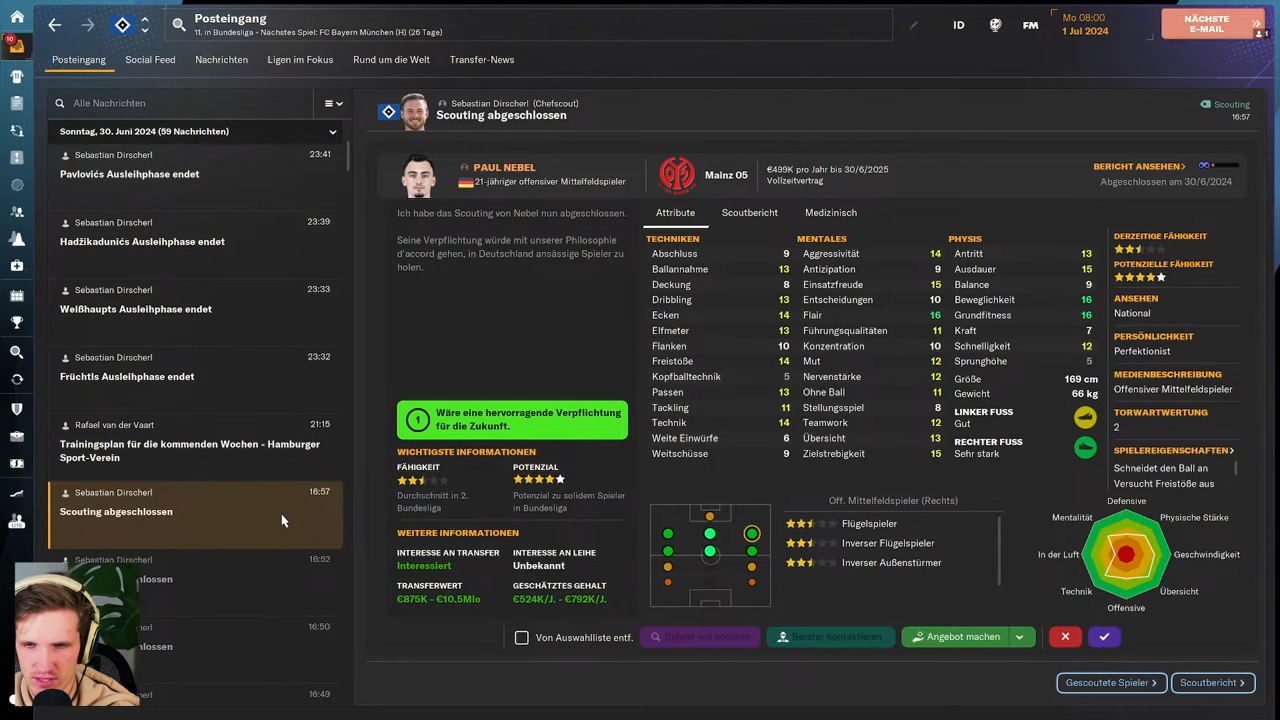 Posteingang
11. in Bundesliga - Nächstes Spiel: FC Bayern München (H) (26 Tage)
ID
FM
Mo 08:00
1 Jul 2024
NÄCHSTE
E-MAIL
1
10
Posteingang
Social Feed
Nachrichten
Ligen im Fokus
Rund um die Welt
Transfer-News
Alle Nachrichten
Sonntag, 30. Juni 2024 (59 Nachrichten)
Sebastian Dirscherl
23:41
Pavlovićs Ausleihphase endet
Sebastian Dirscherl
23:39
Hadžikadunićs Ausleihphase endet
Sebastian Dirscherl
23:33
Weißhaupts Ausleihphase endet
Sebastian Dirscherl
23:32
Früchtls Ausleihphase endet
Rafael van der Vaart
21:15
Trainingsplan für die kommenden Wochen - Hamburger
Sport-Verein
Sebastian Dirscherl
16:57
Scouting abgeschlossen
Sebastian Dirscherl
16:52
16:50
16:49
U19
Sebastian Dirscherl (Chefscout)
Scouting abgeschlossen
Scouting
16:57
PAUL NEBEL
21-jähriger offensiver Mittelfeldspieler
Mainz 05
€499K pro Jahr bis 30/6/2025
Vollzeitvertrag
BERICHT ANSEHEN
Abgeschlossen am 30/6/2024
Ich habe das Scouting von Nebel nun abgeschlossen.
Seine Verpflichtung würde mit unserer Philosophie
d'accord gehen, in Deutschland ansässige Spieler zu
holen.
1
Wäre eine hervorragende Verpflichtung
für die Zukunft.
WICHTIGSTE INFORMATIONEN
FÄHIGKEIT
POTENZIAL
Durchschnitt in 2.
Bundesliga
Potenzial zu solidem Spieler
in Bundesliga
WEITERE INFORMATIONEN
INTERESSE AN TRANSFER
Interessiert
INTERESSE AN LEIHE
Unbekannt
TRANSFERWERT
€875K - €10.5Mio
GESCHÄTZTES GEHALT
€524K/J. - €792K/J.
Attribute
Scoutbericht
Medizinisch
TECHNIKEN
Abschluss 9
Ballannahme 13
Deckung 8
Dribbling 13
Ecken 14
Elfmeter 13
Flanken 10
Freistöße 14
Kopfballtechnik 5
Passen 13
Tackling 11
Technik 14
Weite Einwürfe 6
Weitschüsse 9
MENTALES
Aggressivität 14
Antizipation 9
Einsatzfreude 15
Entscheidungen 10
Flair 16
Führungsqualitäten 11
Konzentration 10
Mut 12
Nervenstärke 12
Ohne Ball 11
Stellungsspiel 8
Teamwork 12
Übersicht 13
Zielstrebigkeit 15
PHYSIS
Antritt 13
Ausdauer 15
Balance 9
Beweglichkeit 16
Grundfitness 16
Kraft 7
Schnelligkeit 12
Sprunghöhe 5
Größe 169 cm
Gewicht 66 kg
LINKER FUSS
Gut
RECHTER FUSS
Sehr stark
DERZEITIGE FÄHIGKEIT
POTENZIELLE FÄHIGKEIT
ANSEHEN
National
PERSÖNLICHKEIT
Perfektionist
MEDIENBESCHREIBUNG
Offensiver Mittelfeldspieler
TORWARTWERTUNG
2
SPIELEREIGENSCHAFTEN
Schneidet den Ball an
Versucht Freistöße aus
Off. Mittelfeldspieler (Rechts)
Flügelspieler
Inverser Flügelspieler
Inverser Außenstürmer
Defensive
Mentalität
Physische Stärke
In der Luft
Geschwindigkeit
Technik
Übersicht
Offensive
Von Auswahlliste entf.
Spieler voll scouten
Berater kontaktieren
Angebot machen
Gescoutete Spieler
Scoutbericht